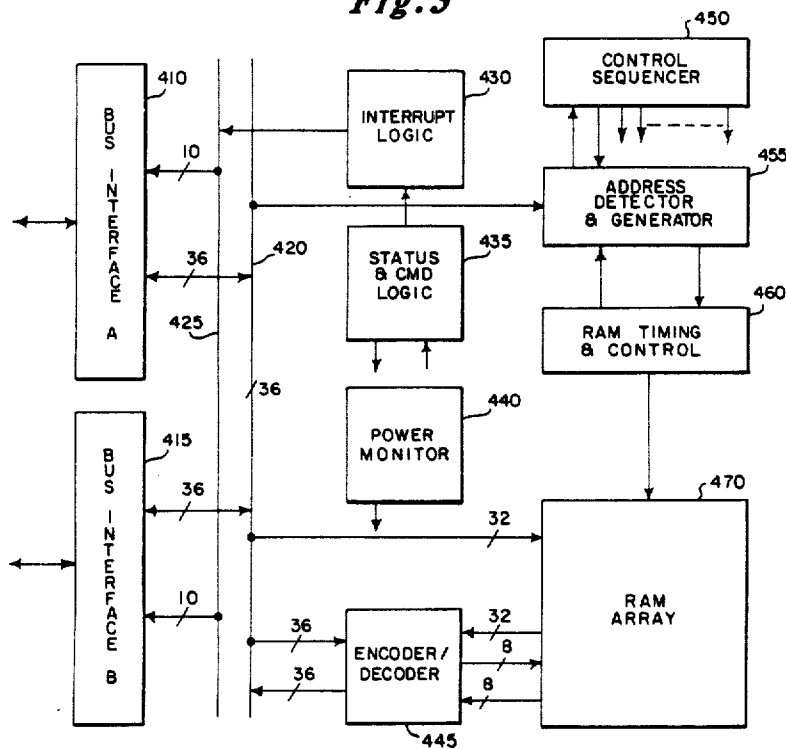 Fig. 5
450
CONTROL
SEQUENCER
410
BUS INTERFACE A
10
36
420
425
36
430
INTERRUPT
LOGIC
435
STATUS
& CMD
LOGIC
455
ADDRESS
DETECTOR
& GENERATOR
460
RAM TIMING
& CONTROL
440
POWER
MONITOR
415
BUS INTERFACE B
36
10
470
RAM
ARRAY
32
36
36
ENCODER/
DECODER
445
32
8
8